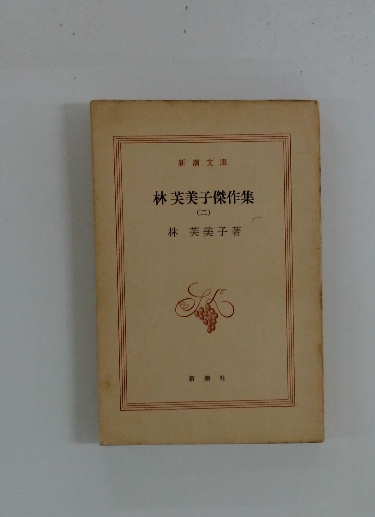 新潮文庫
林芙美子傑作集
(二)
林 芙美子著
新潮社